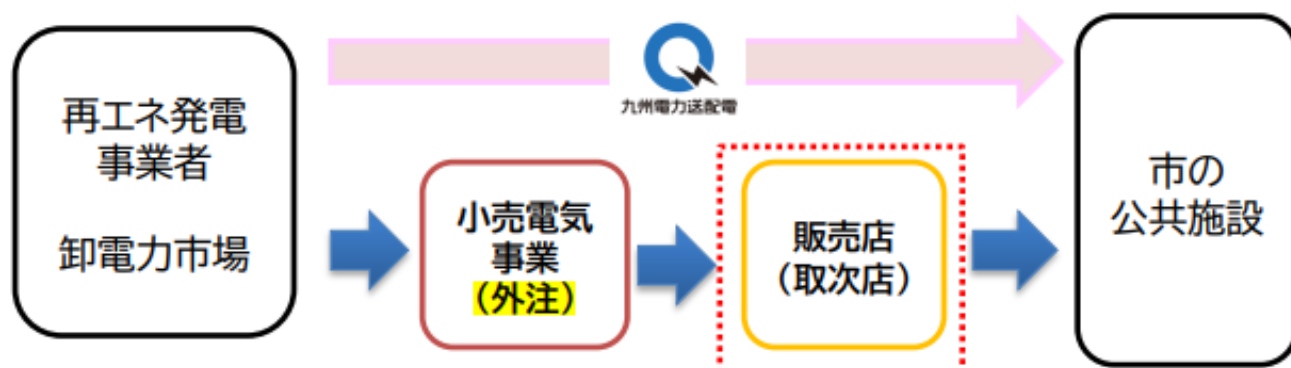 再エネ発電
事業者
卸電力市場
九州電力送配電
小売電気
事業
（外注）
販売店
（取次店）
市の
公共施設